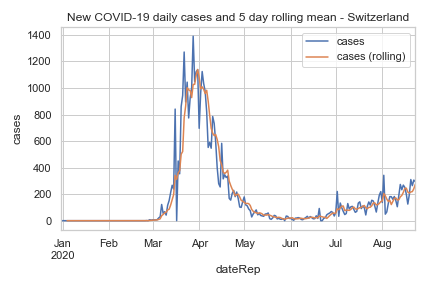 New COVID-19 daily cases and 5 day rolling mean - Switzerland
cases
cases (rolling)
1400
1200
1000
800
600
400
200
0
cases
Jan Feb Mar Apr May Jun Jul Aug
2020
dateRep